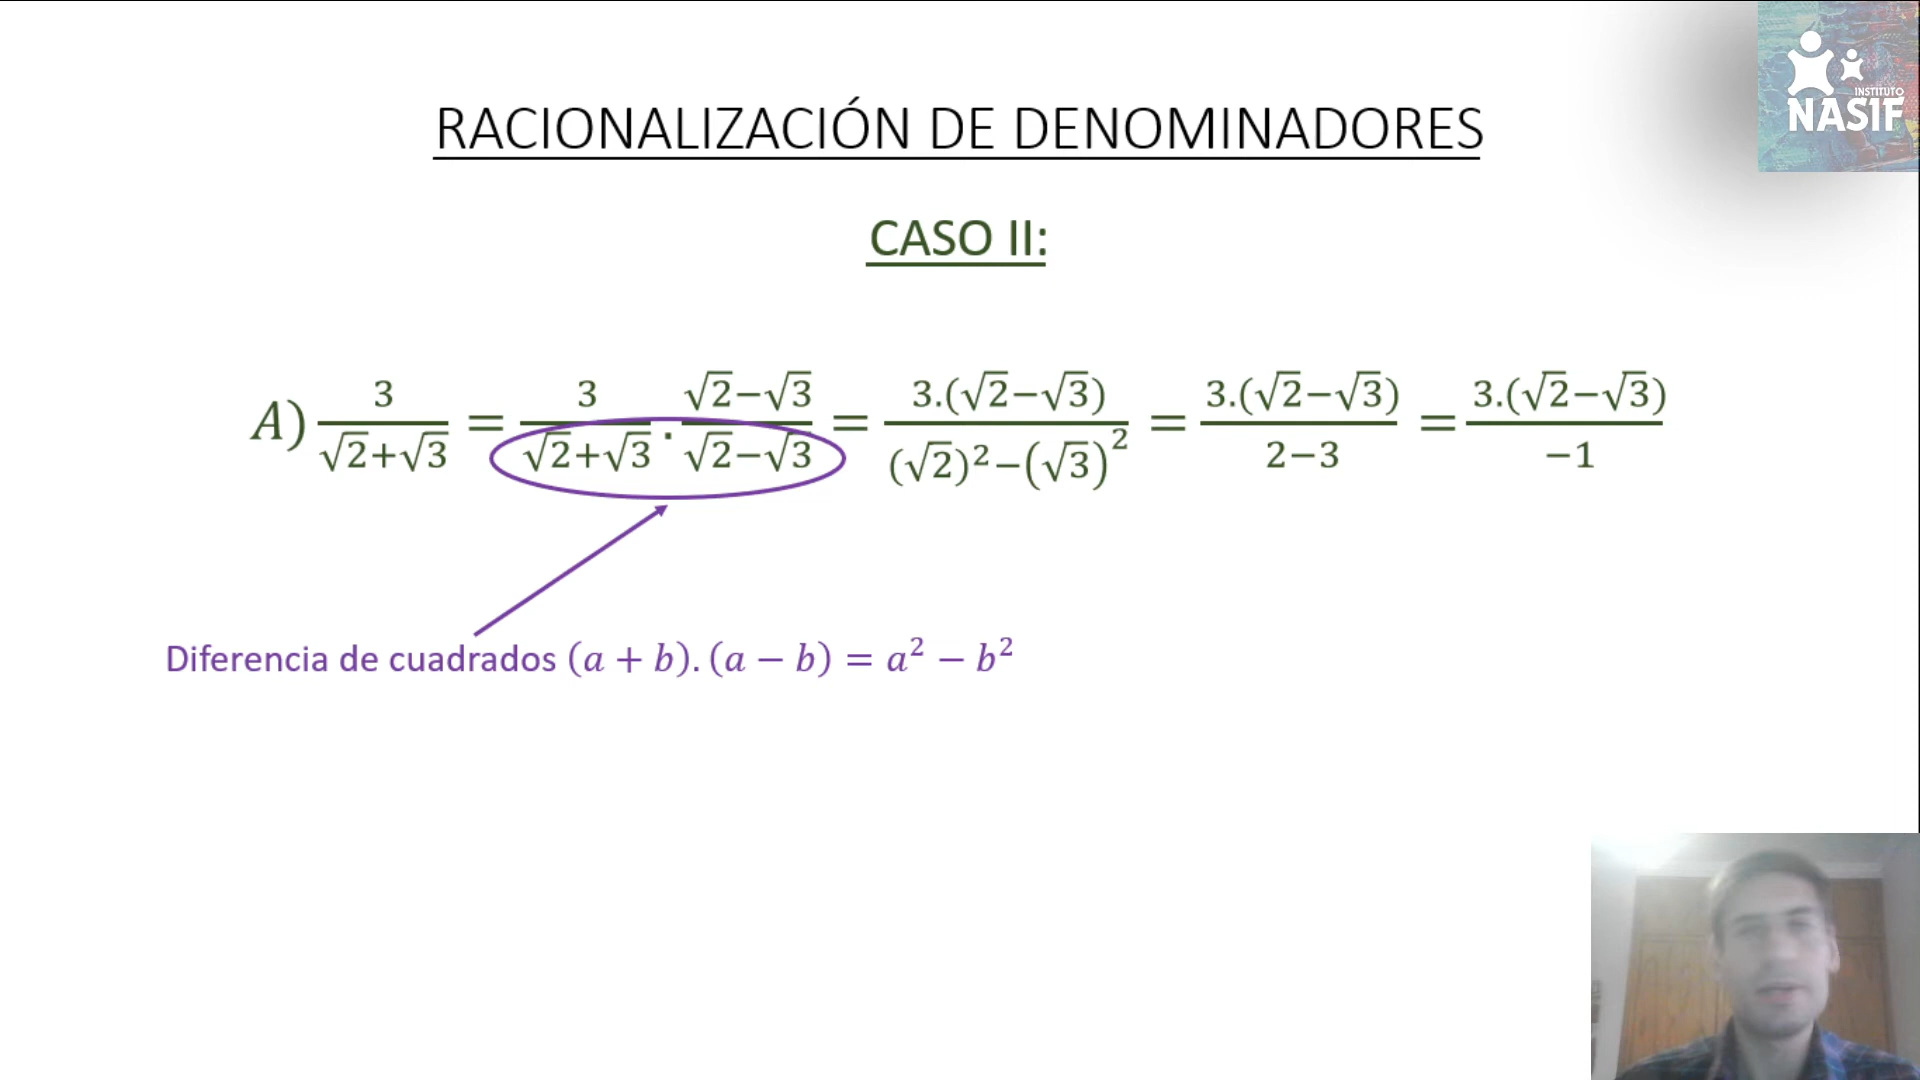 INSTITUTO
NASIF
RACIONALIZACIÓN DE DENOMINADORES
CASO II:
A) 3/(√2+√3) = 3/(√2+√3) · (√2−√3)/(√2−√3) = 3.(√2−√3)/((√2)²−(√3)²) = 3.(√2−√3)/(2−3) = 3.(√2−√3)/(−1)
Diferencia de cuadrados (a + b). (a − b) = a² − b²